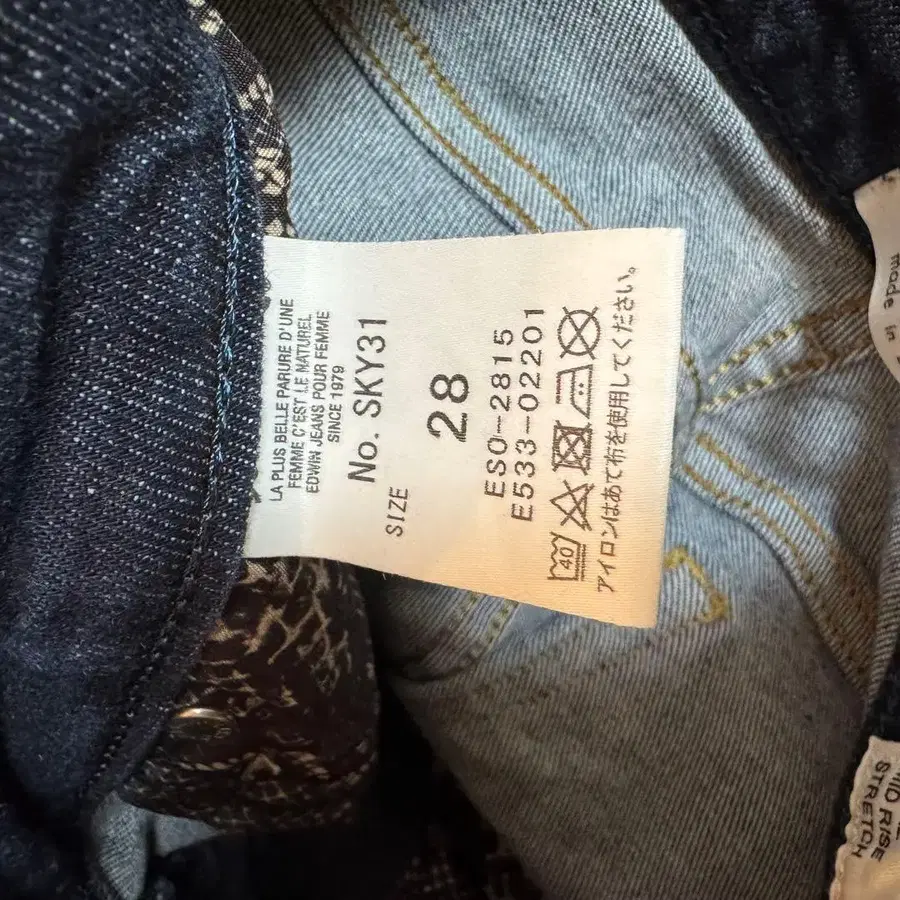 LA PLUS BELLE PARURE D'UNE
FEMME C'EST LE NATUREL
EDWIN JEANS POUR FEMME
SINCE 1979
No. SKY31
SIZE 28
ESO-2815
E533-02201
40
アイロンはあて布を使用してください。
made in
MID RISE
STRETCH